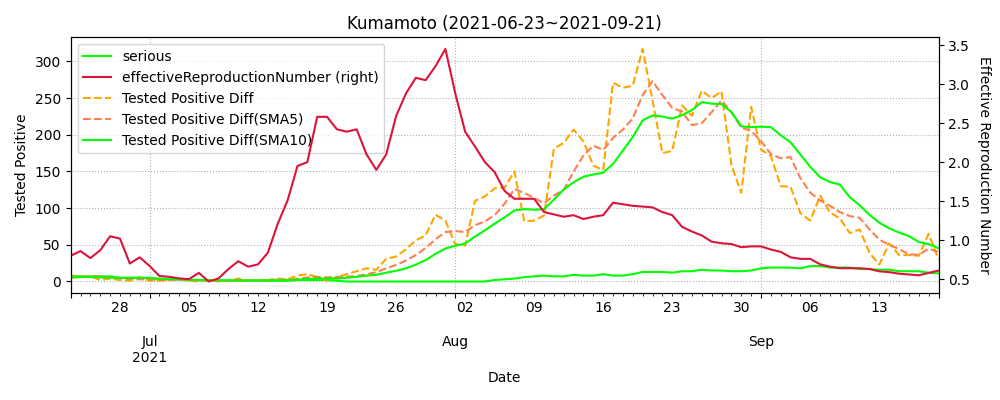 Kumamoto (2021-06-23~2021-09-21)
serious
effectiveReproductionNumber (right)
Tested Positive Diff
Tested Positive Diff(SMA5)
Tested Positive Diff(SMA10)
Tested Positive
300
250
200
150
100
50
0
3.5
3.0
2.5
2.0
1.5
1.0
0.5
Effective Reproduction Number
28 05 12 19 26 02 09 16 23 30 06 13
Jul Aug Sep
2021
Date